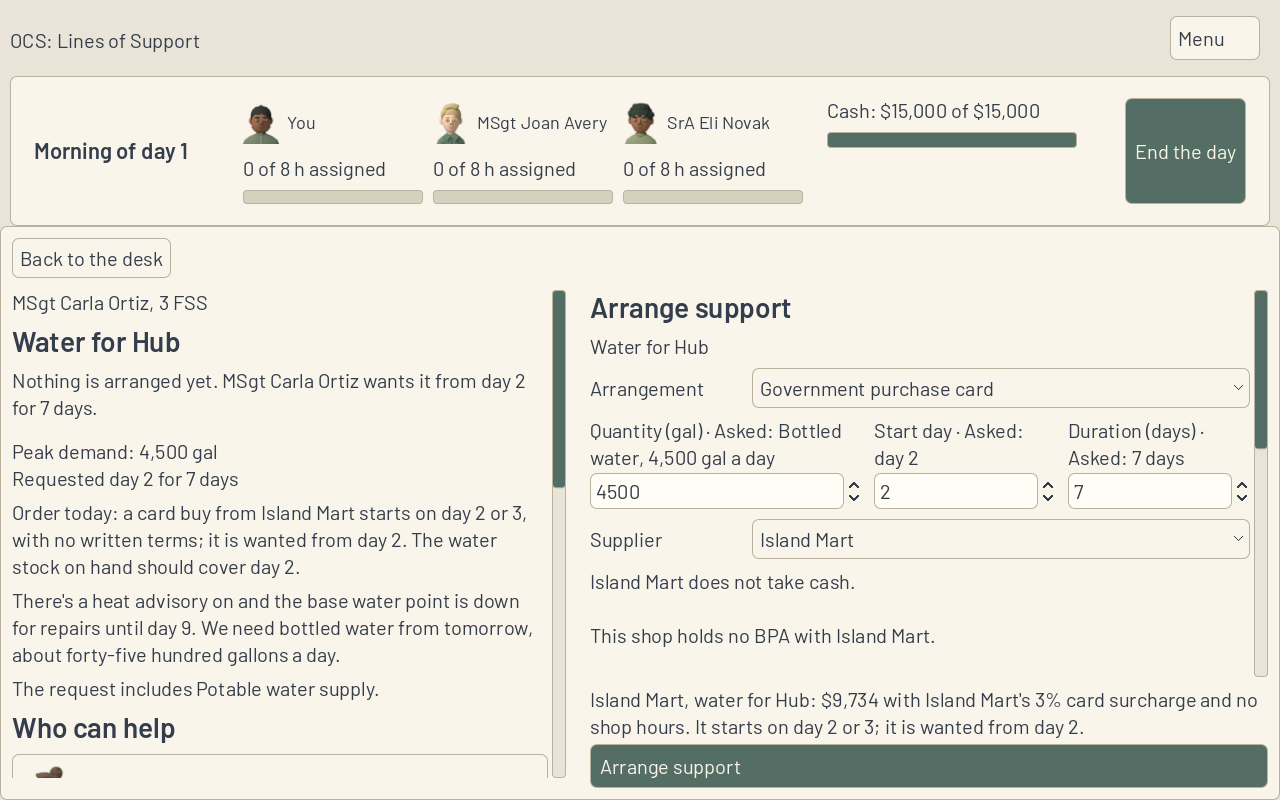 OCS: Lines of Support
Menu
Morning of day 1
You
0 of 8 h assigned
MSgt Joan Avery
0 of 8 h assigned
SrA Eli Novak
0 of 8 h assigned
Cash: $15,000 of $15,000
End the day
Back to the desk
MSgt Carla Ortiz, 3 FSS
Water for Hub
Nothing is arranged yet. MSgt Carla Ortiz wants it from day 2
for 7 days.
Peak demand: 4,500 gal
Requested day 2 for 7 days
Order today: a card buy from Island Mart starts on day 2 or 3,
with no written terms; it is wanted from day 2. The water
stock on hand should cover day 2.
There's a heat advisory on and the base water point is down
for repairs until day 9. We need bottled water from tomorrow,
about forty-five hundred gallons a day.
The request includes Potable water supply.
Who can help
Arrange support
Water for Hub
Arrangement
Government purchase card
Quantity (gal) · Asked: Bottled
water, 4,500 gal a day
4500
Start day · Asked:
day 2
2
Duration (days) ·
Asked: 7 days
7
Supplier
Island Mart
Island Mart does not take cash.
This shop holds no BPA with Island Mart.
Island Mart, water for Hub: $9,734 with Island Mart's 3% card surcharge and no
shop hours. It starts on day 2 or 3; it is wanted from day 2.
Arrange support